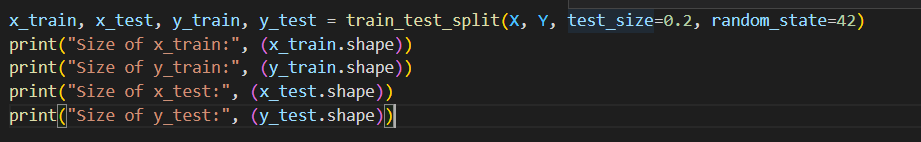 x_train, x_test, y_train, y_test = train_test_split(X, Y, test_size=0.2, random_state=42)
print("Size of x_train:", (x_train.shape))
print("Size of y_train:", (y_train.shape))
print("Size of x_test:", (x_test.shape))
print("Size of y_test:", (y_test.shape))